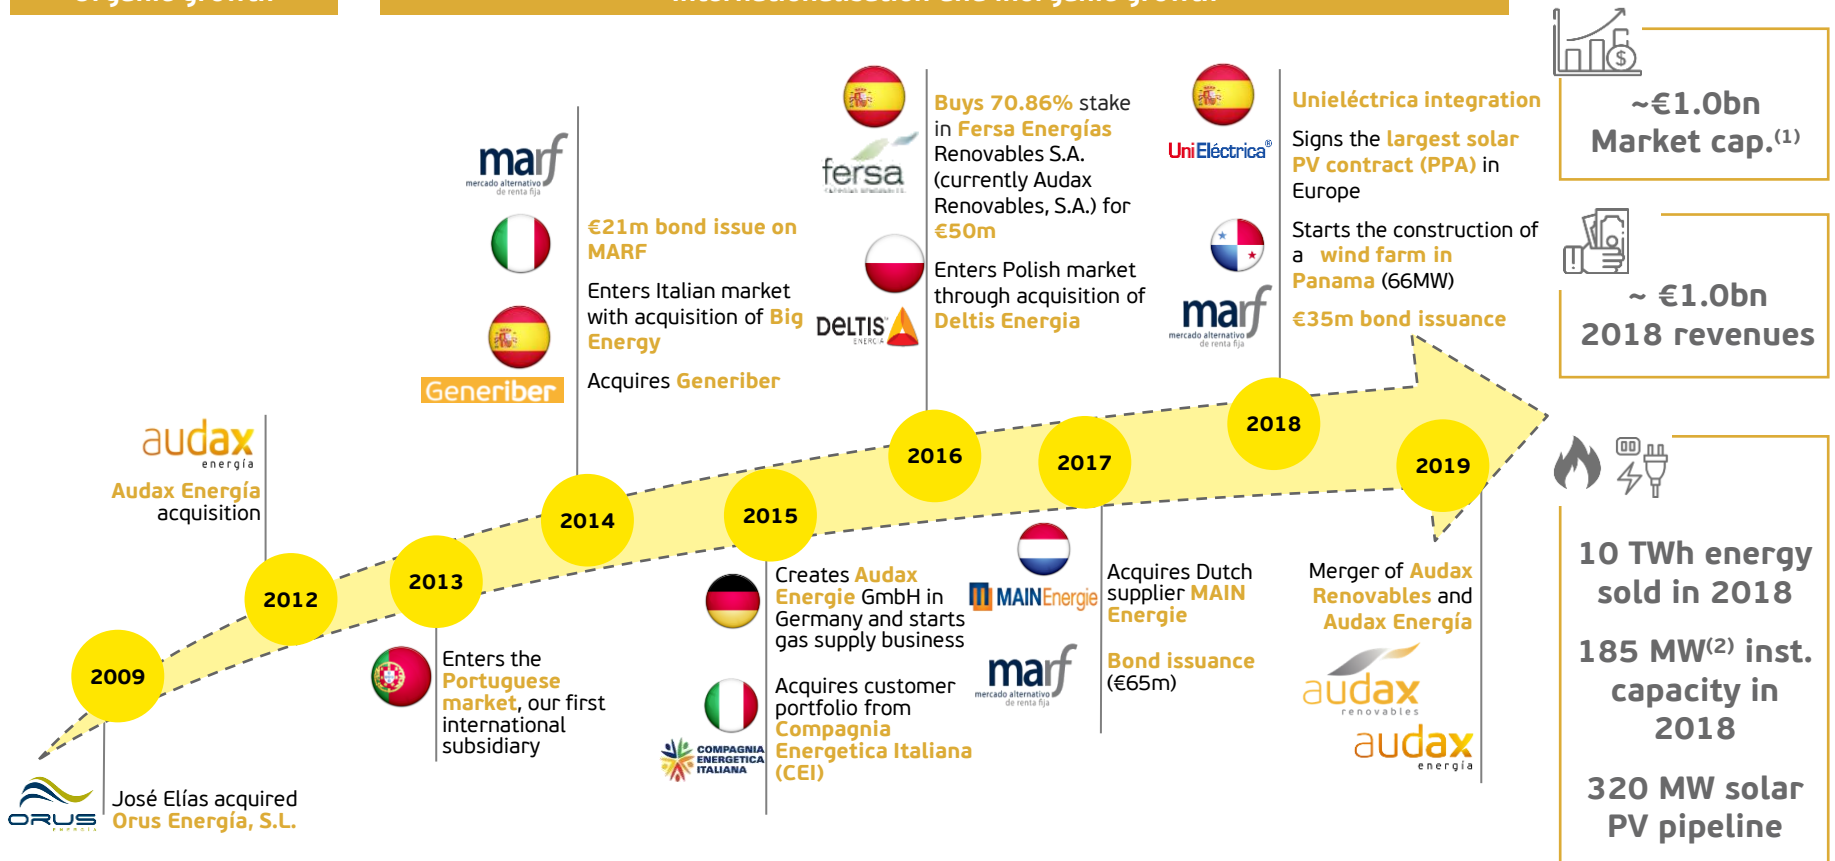 organic growth
Internationalisation and inorganic growth
marf
mercado alternativo
de renta fija
€21m bond issue on
MARF
Enters Italian market
with acquisition of Big
Energy
Acquires Generiber
Generiber
fersa
Buys 70.86% stake
in Fersa Energías
Renovables S.A.
(currently Audax
Renovables, S.A.) for
€50m
Enters Polish market
through acquisition of
Deltis Energia
DELTIS
ENERGIA
UniEléctrica®
Unieléctrica integration
Signs the largest solar
PV contract (PPA) in
Europe
Starts the construction of
a wind farm in
Panama (66MW)
€35m bond issuance
marf
mercado alternativo
de renta fija
~€1.0bn
Market cap.(1)
~ €1.0bn
2018 revenues
10 TWh energy
sold in 2018
185 MW(2) inst.
capacity in
2018
320 MW solar
PV pipeline
audax
energía
Audax Energía
acquisition
2009
2012
2013
2014
2015
2016
2017
2018
2019
ORUS
ENERGÍA
José Elías acquired
Orus Energía, S.L.
Enters the
Portuguese
market, our first
international
subsidiary
Creates Audax
Energie GmbH in
Germany and starts
gas supply business
Acquires customer
portfolio from
Compagnia
Energetica Italiana
(CEI)
COMPAGNIA
ENERGETICA
ITALIANA
MAINEnergie
Acquires Dutch
supplier MAIN
Energie
Bond issuance
(€65m)
marf
mercado alternativo
de renta fija
Merger of Audax
Renovables and
Audax Energía
audax
renovables
audax
energía